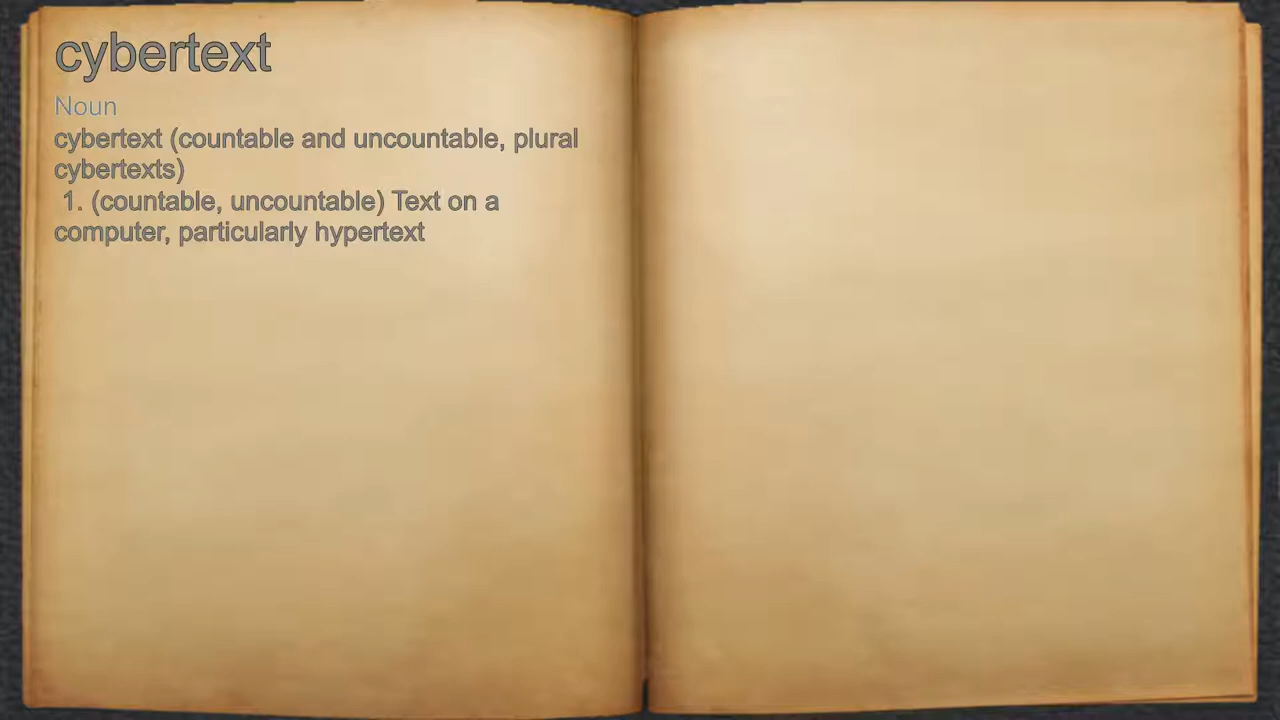 cybertext
Noun
cybertext (countable and uncountable, plural
cybertexts)
1. (countable, uncountable) Text on a
computer, particularly hypertext